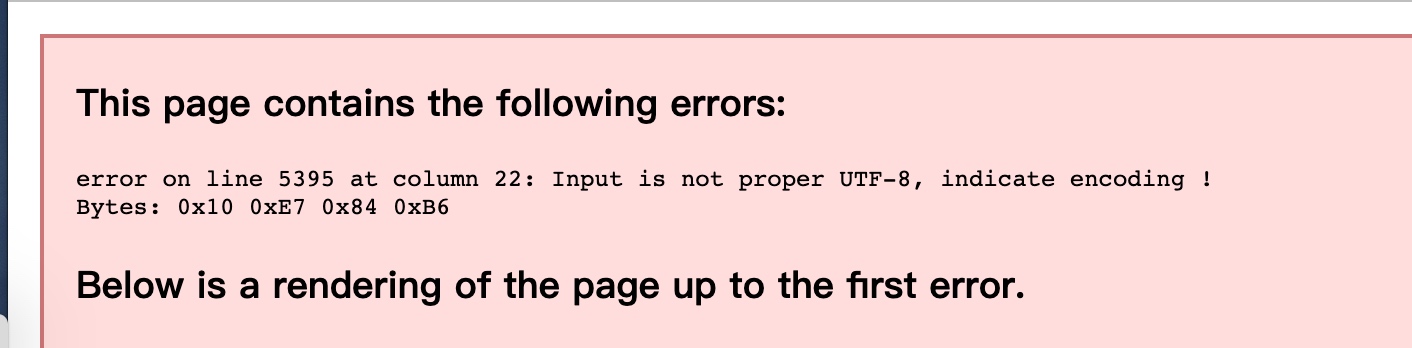 This page contains the following errors:
error on line 5395 at column 22: Input is not proper UTF-8, indicate encoding !
Bytes: 0x10 0xE7 0x84 0xB6
Below is a rendering of the page up to the first error.